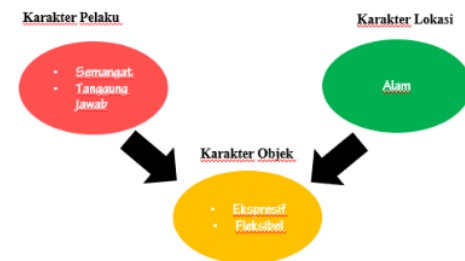 Karakter Pelaku
Karakter Lokasi
• Semangat
• Tanggung
Jawab
Alam
Karakter Objek
• Ekspresif
• Fleksibel